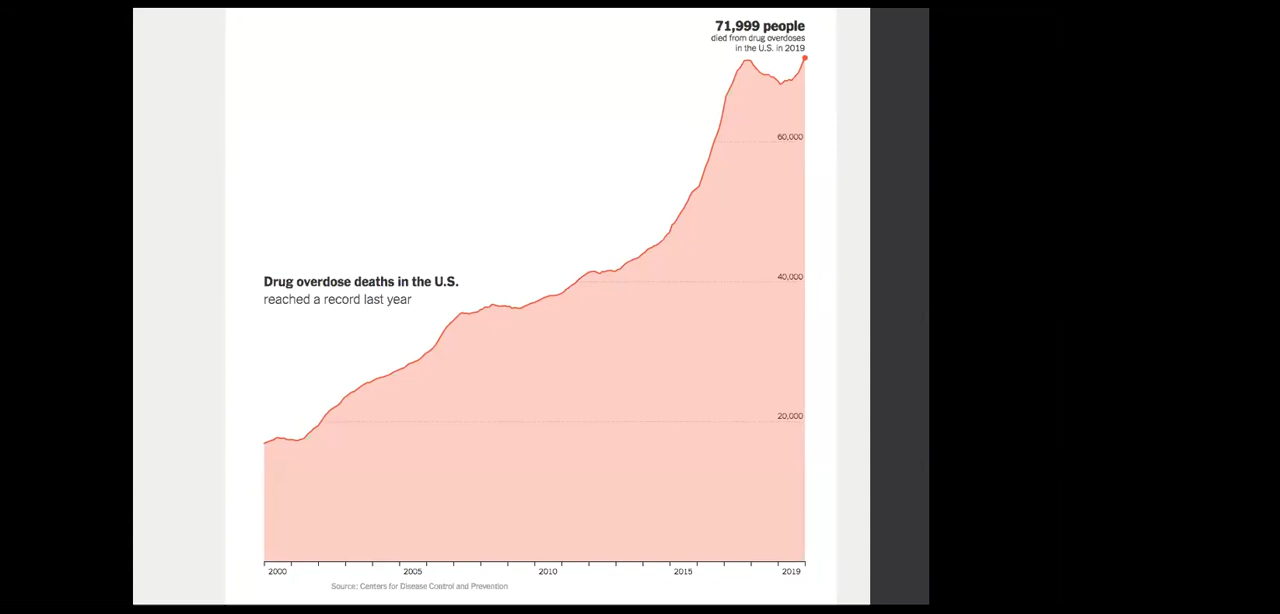 71,999 people
died from drug overdoses
in the U.S. in 2019
60,000
40,000
Drug overdose deaths in the U.S.
reached a record last year
20,000
2000 2005 2010 2015 2019
Source: Centers for Disease Control and Prevention